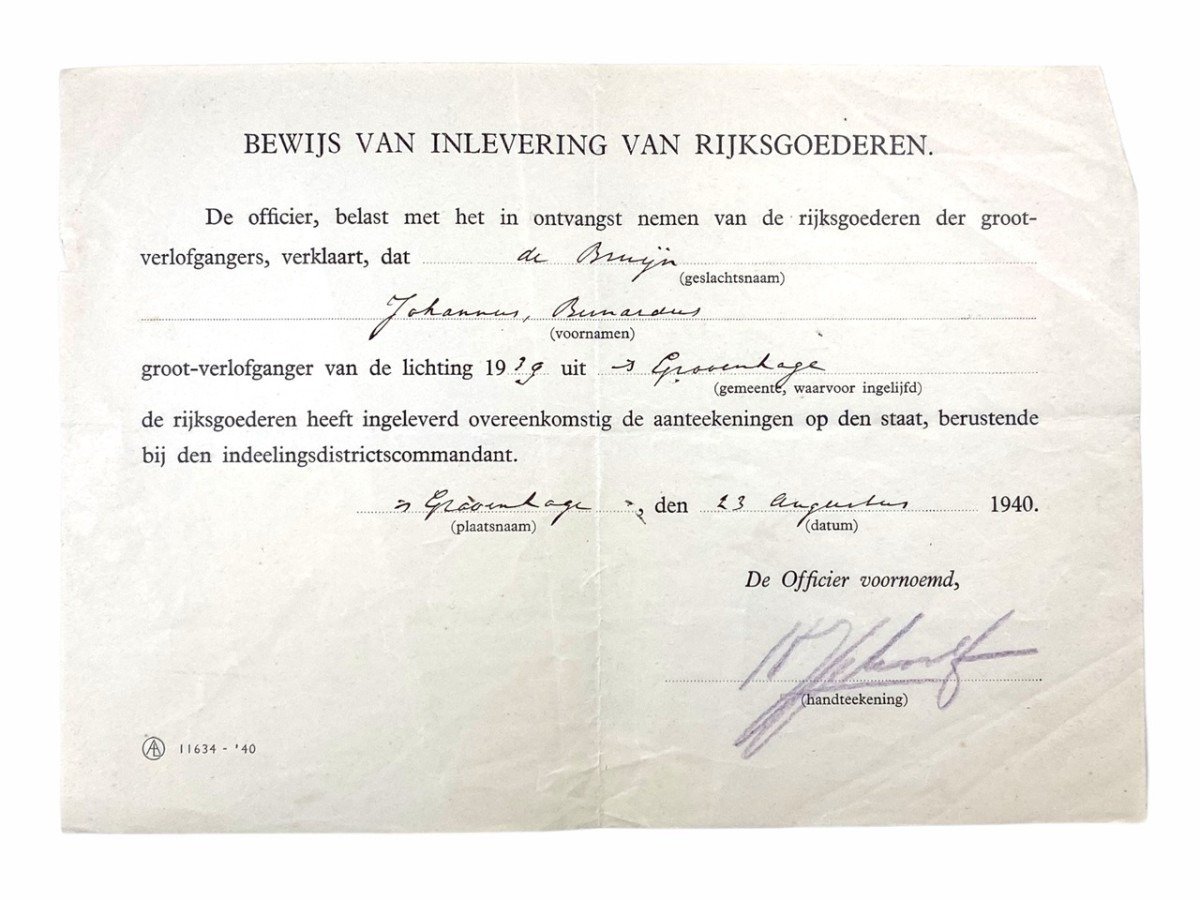 BEWIJS VAN INLEVERING VAN RIJKSGOEDEREN.
De officier, belast met het in ontvangst nemen van de rijksgoederen der groot-
verlofgangers, verklaart, dat de Bruijn
(geslachtsnaam)
Johannes, Bernardus
(voornamen)
groot-verlofganger van de lichting 1939 uit 's Gravenhage
(gemeente, waarvoor ingelijfd)
de rijksgoederen heeft ingeleverd overeenkomstig de aanteekeningen op den staat, berustende
bij den indeelingsdistrictscommandant.
's Gravenhage, den 23 Augustus 1940.
(plaatsnaam) (datum)
De Officier voornoemd,
(handteekening)
AL 11634 - '40